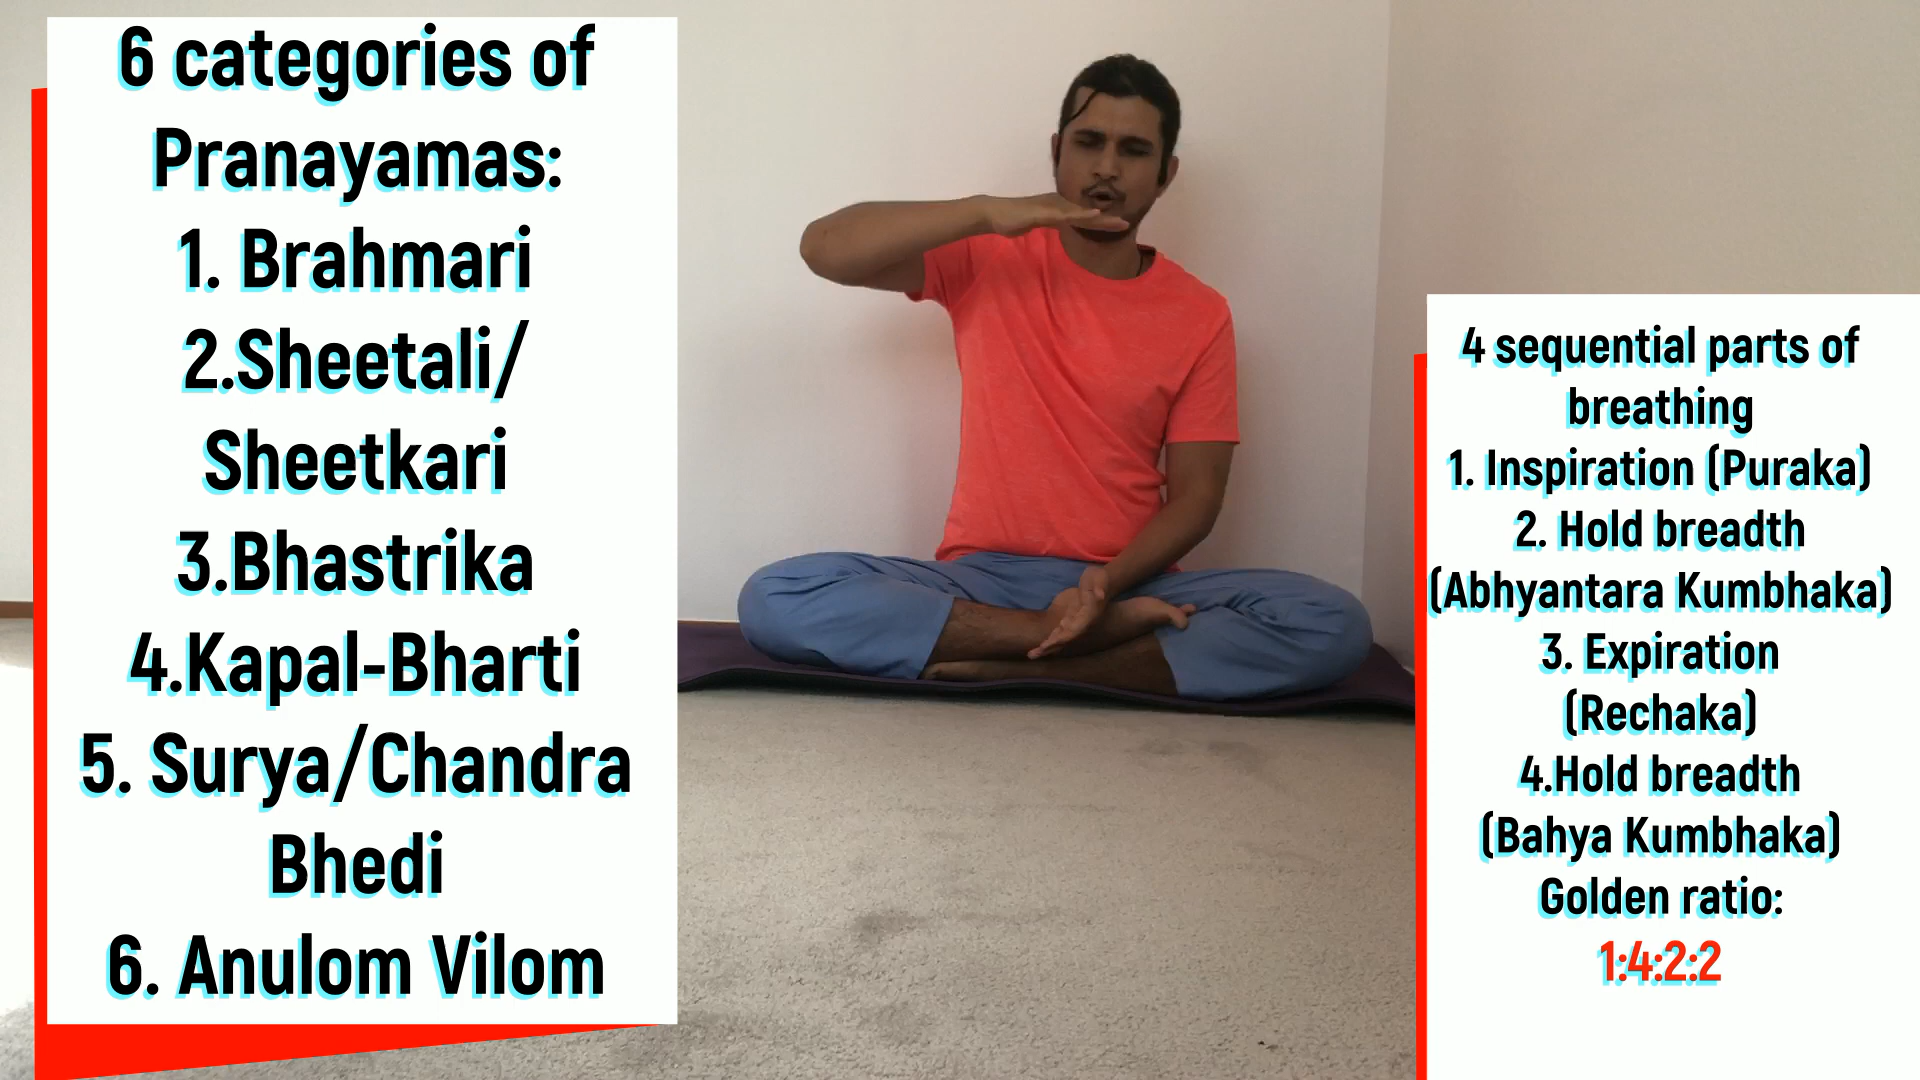 6 categories of
Pranayamas:
1. Brahmari
2.Sheetali/
Sheetkari
3.Bhastrika
4.Kapal-Bharti
5. Surya/Chandra
Bhedi
6. Anulom Vilom
4 sequential parts of
breathing
1. Inspiration (Puraka)
2. Hold breadth
(Abhyantara Kumbhaka)
3. Expiration
(Rechaka)
4.Hold breadth
(Bahya Kumbhaka)
Golden ratio:
1:4:2:2